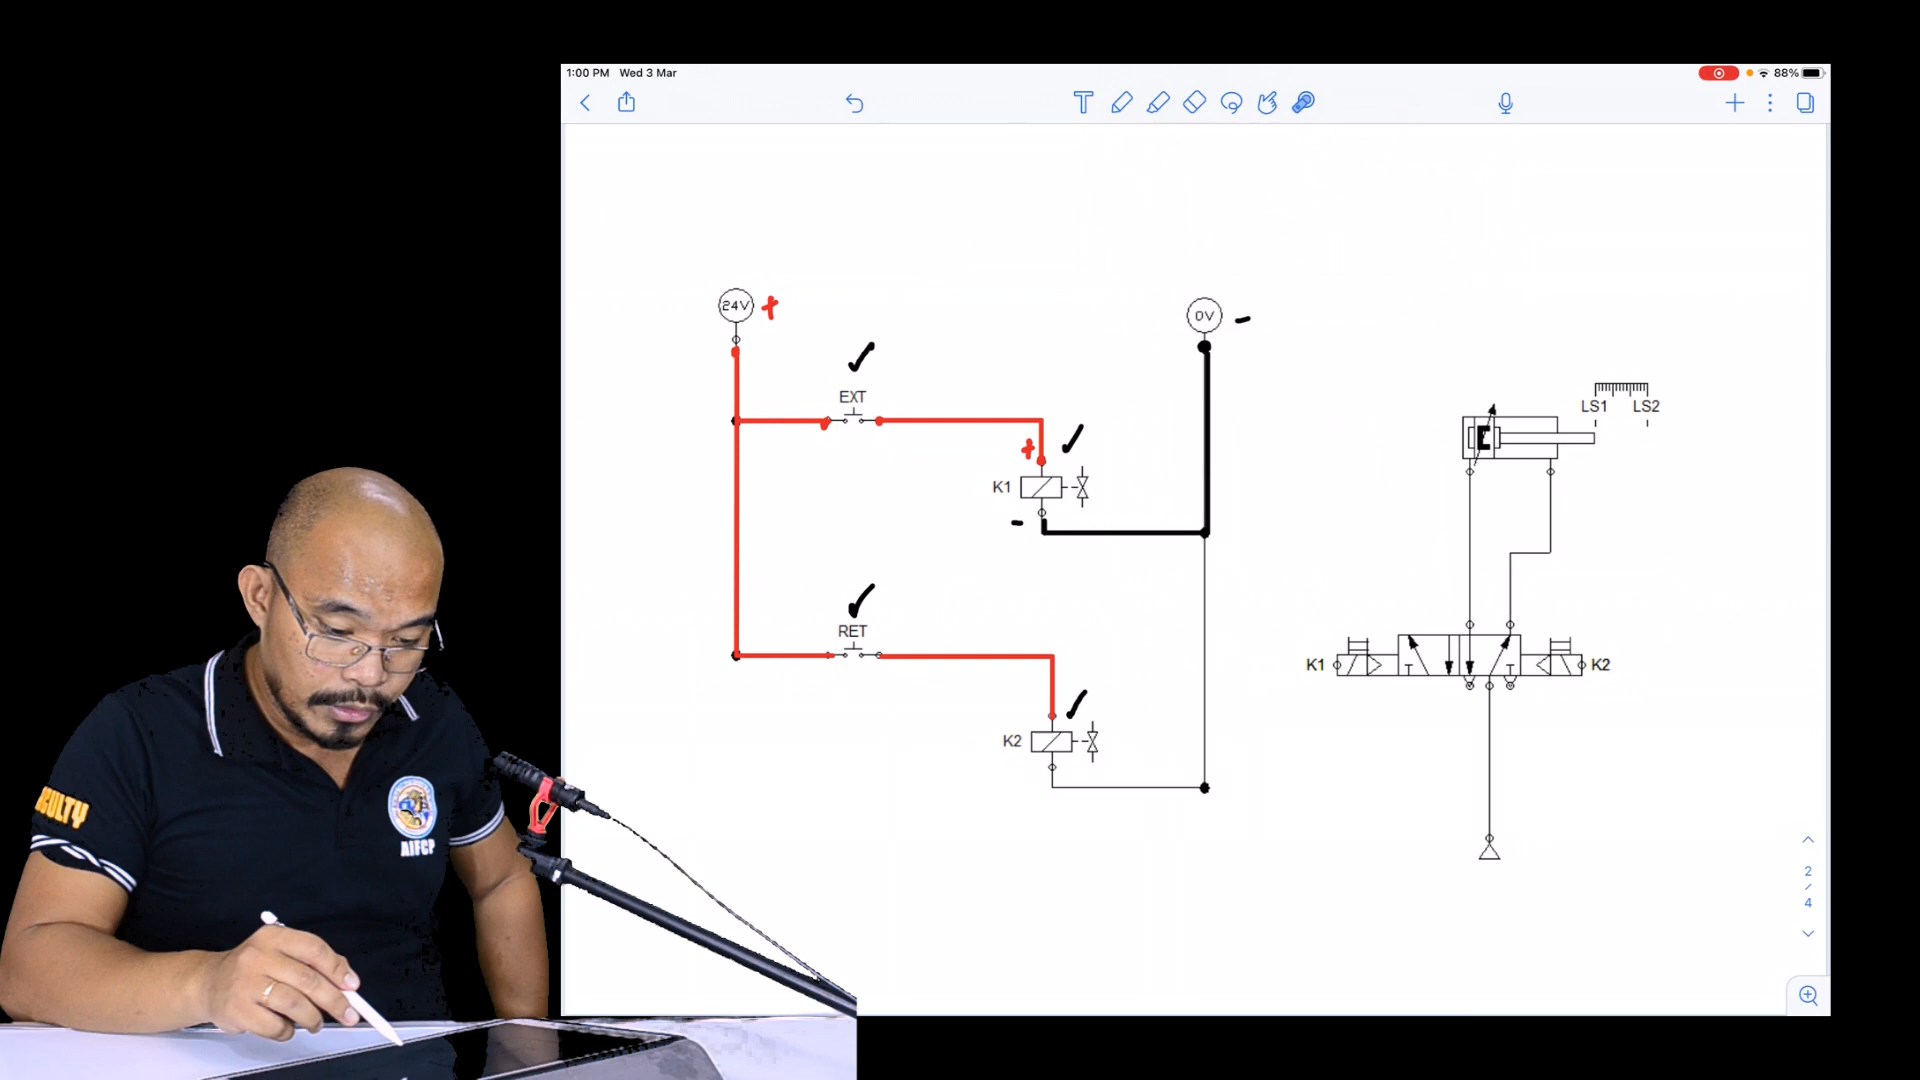 1:00 PM Wed 3 Mar
88%
24V +
0V -
EXT
LS1 LS2
+
K1
-
RET
K1 K2
K2
FACULTY
AIFCP
2
/
4